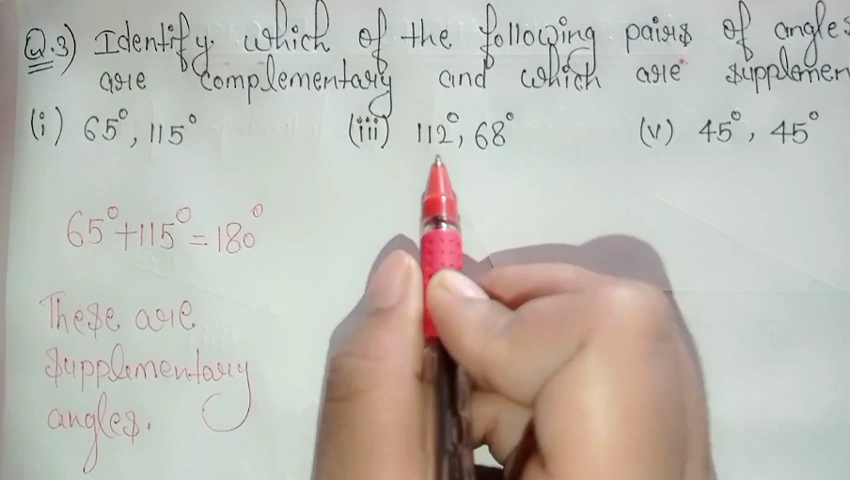 Q.3) Identify which of the following pairs of angles
are complementary and which are supplemen
(i) 65°, 115° (iii) 112°, 68° (v) 45°, 45°
65°+115°=180°
These are
supplimentary
angles.